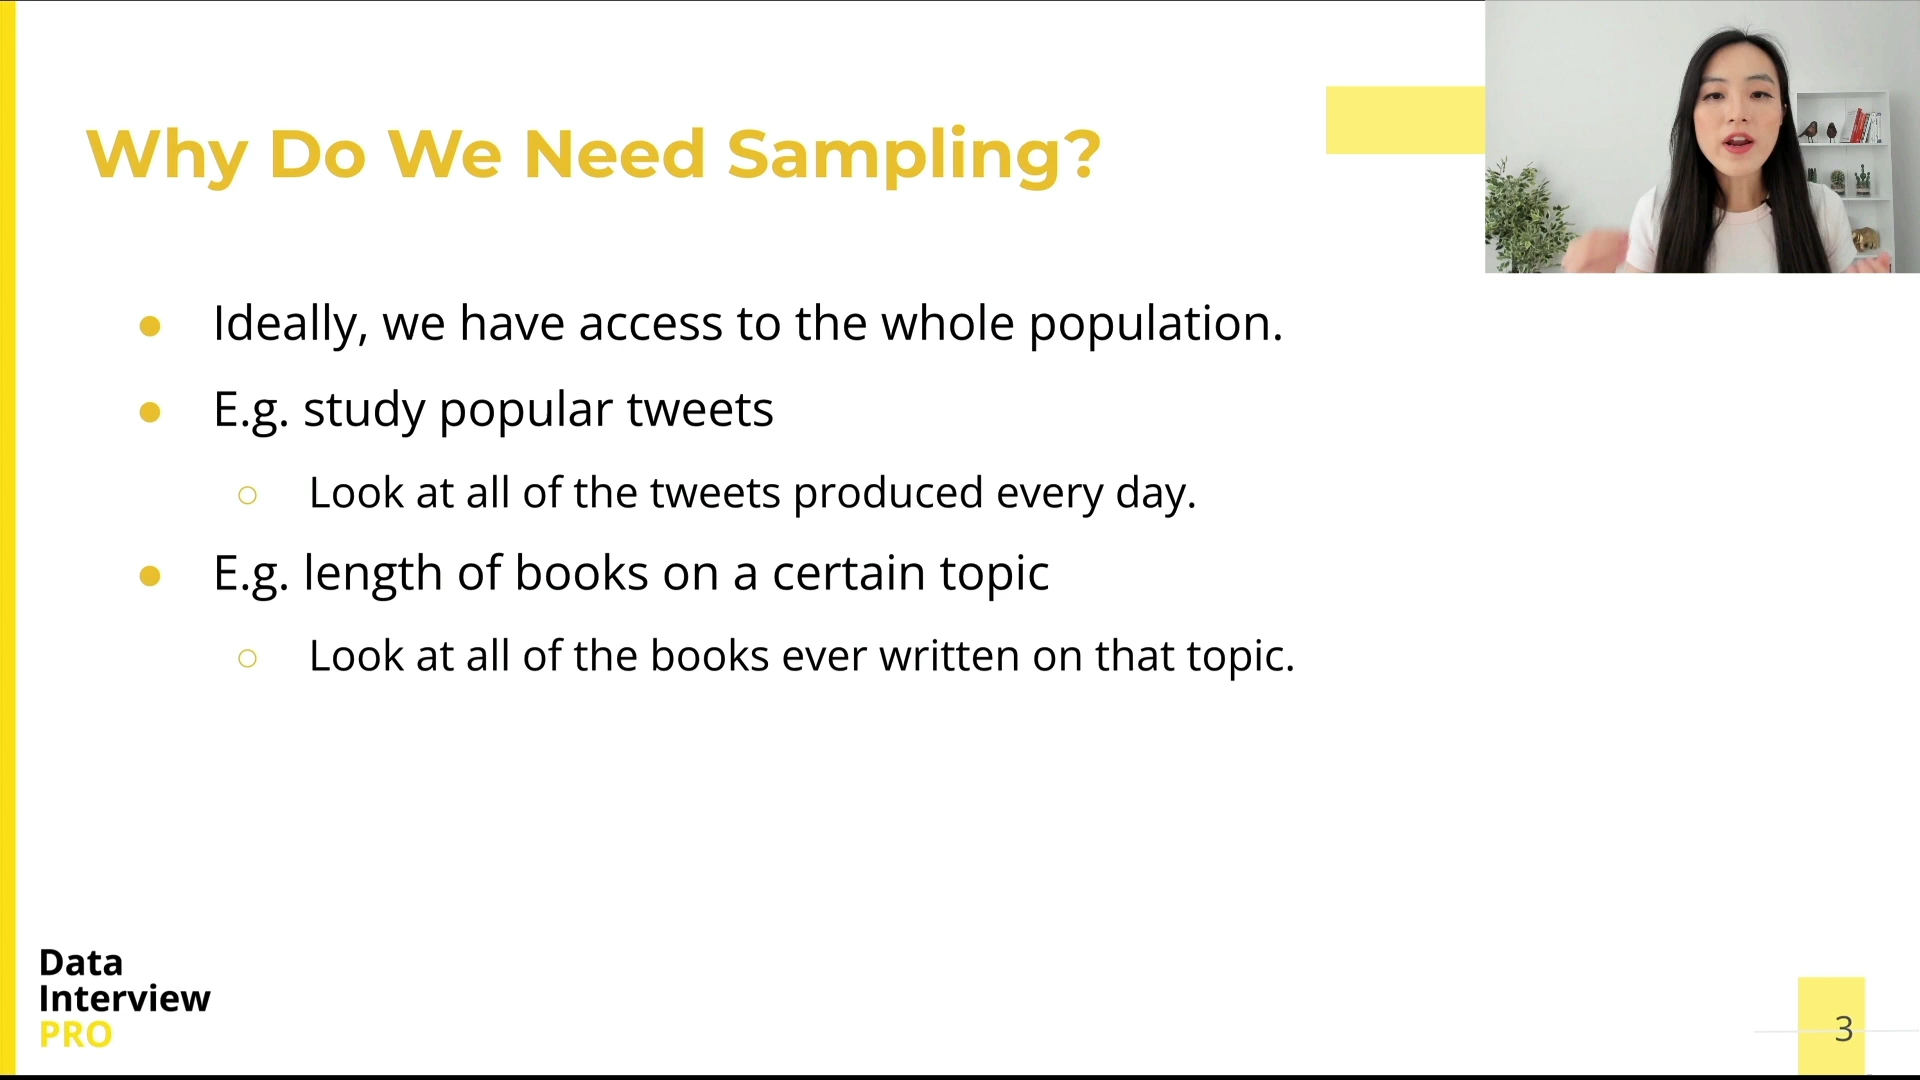 Why Do We Need Sampling?
● Ideally, we have access to the whole population.
● E.g. study popular tweets
○ Look at all of the tweets produced every day.
● E.g. length of books on a certain topic
○ Look at all of the books ever written on that topic.
Data
Interview
PRO
3